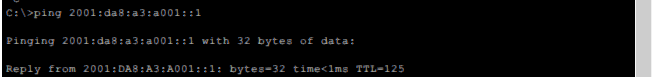 C:\>ping 2001:da8:a3:a001::1
Pinging 2001:da8:a3:a001::1 with 32 bytes of data:
Reply from 2001:DA8:A3:A001::1: bytes=32 time<1ms TTL=125